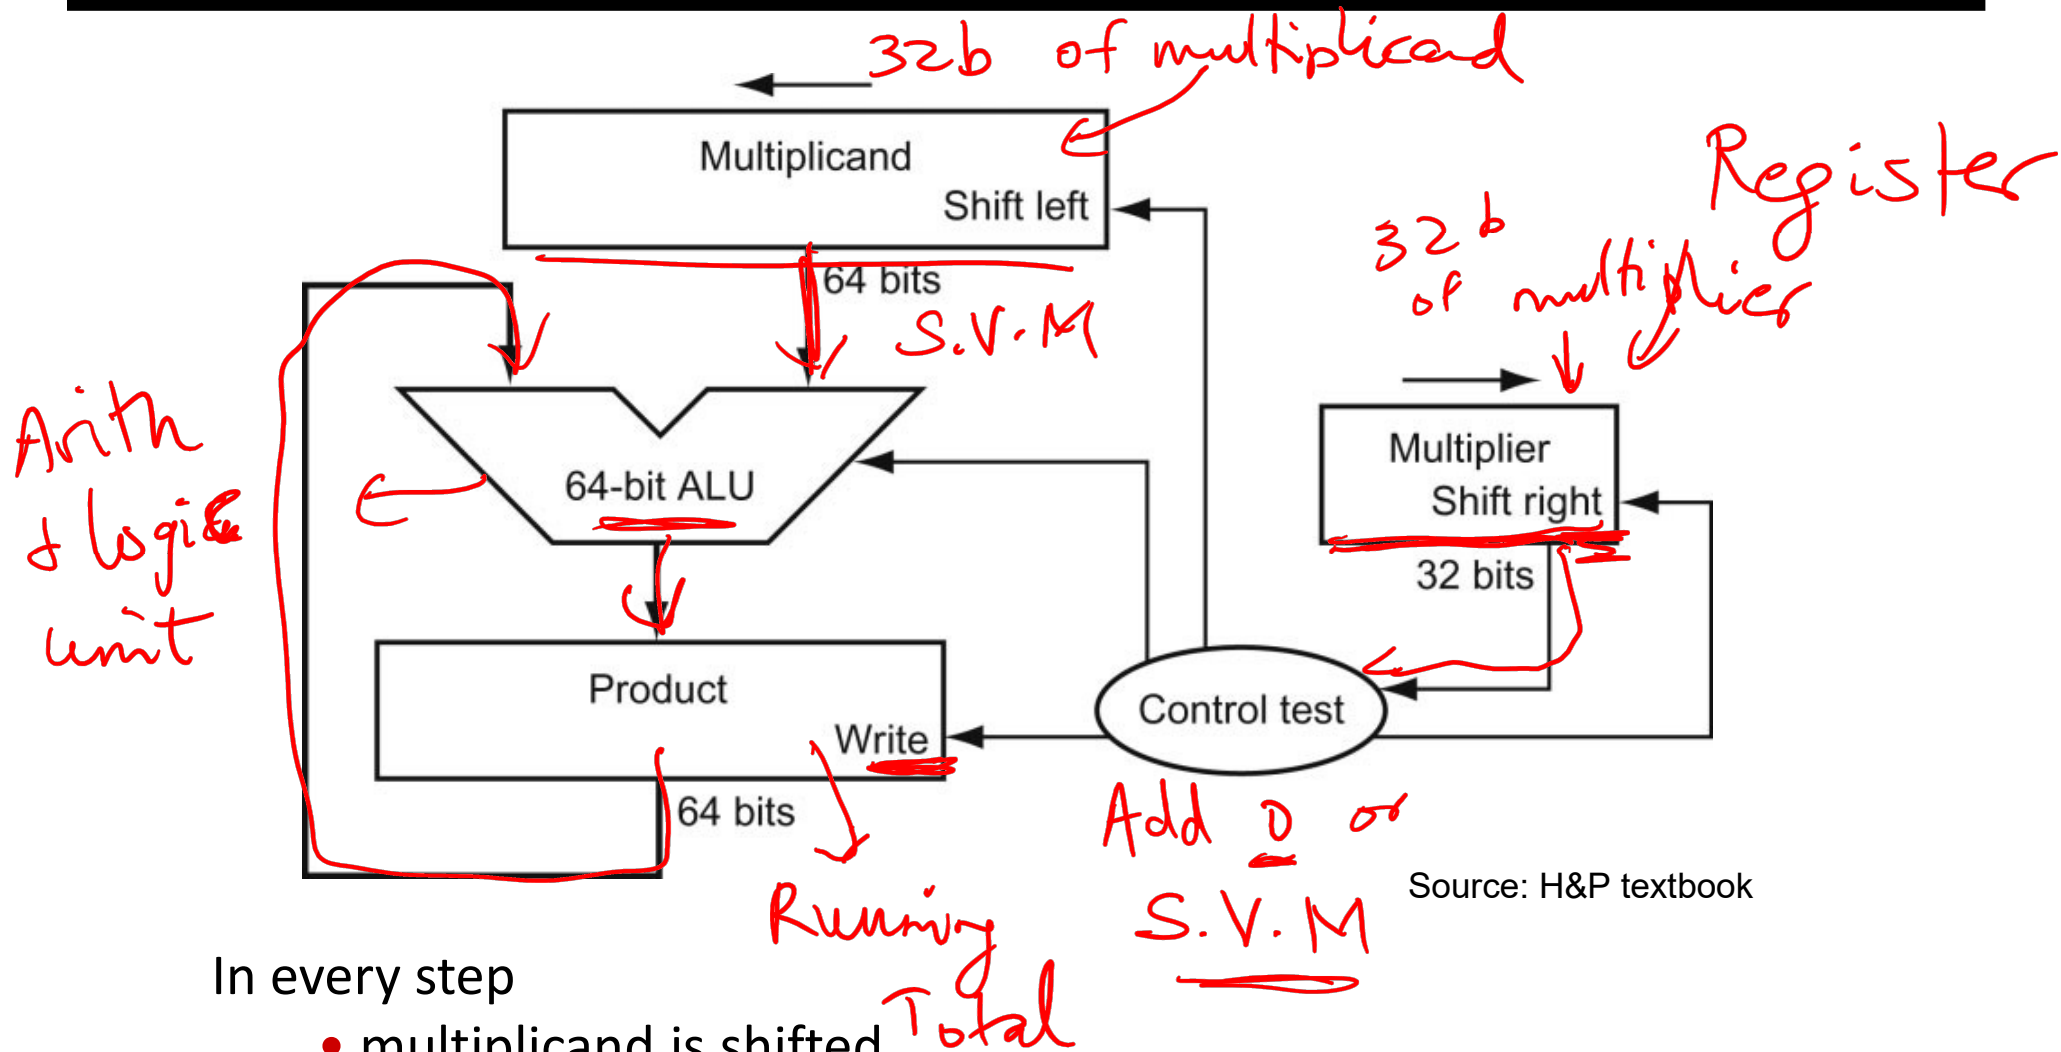 32b of multiplicand
Multiplicand
Shift left
Register
32b
of multiplier
64 bits
S.V.M
Arith
& logic
unit
64-bit ALU
Multiplier
Shift right
32 bits
Product
Write
Control test
64 bits
Add 0 or
S.V.M
Running
Total
Source: H&P textbook
In every step
• multiplicand is shifted